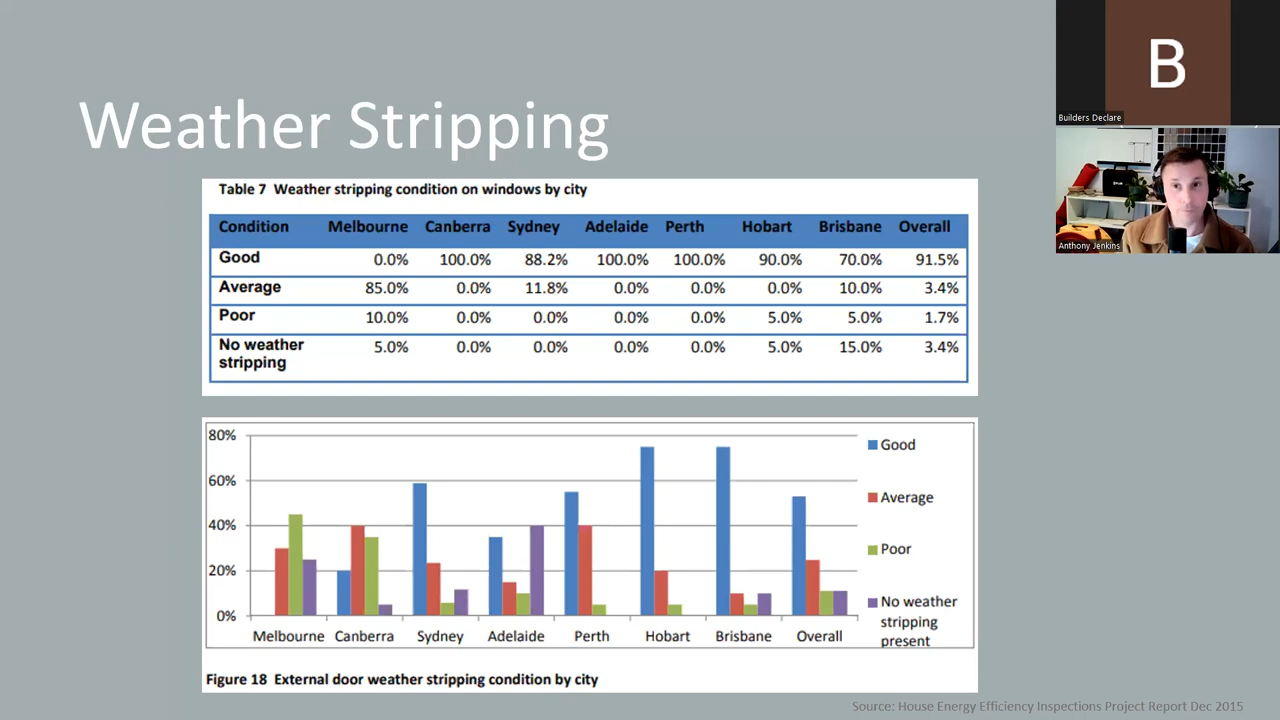 Weather Stripping
Table 7 Weather stripping condition on windows by city
Condition Melbourne Canberra Sydney Adelaide Perth Hobart Brisbane Overall
Good 0.0% 100.0% 88.2% 100.0% 100.0% 90.0% 70.0% 91.5%
Average 85.0% 0.0% 11.8% 0.0% 0.0% 0.0% 10.0% 3.4%
Poor 10.0% 0.0% 0.0% 0.0% 0.0% 5.0% 5.0% 1.7%
No weather 5.0% 0.0% 0.0% 0.0% 0.0% 5.0% 15.0% 3.4%
stripping
80%
60%
40%
20%
0%
Melbourne Canberra Sydney Adelaide Perth Hobart Brisbane Overall
Good
Average
Poor
No weather
stripping
present
Figure 18 External door weather stripping condition by city
Source: House Energy Efficiency Inspections Project Report Dec 2015
B
Builders Declare
Anthony Jenkins